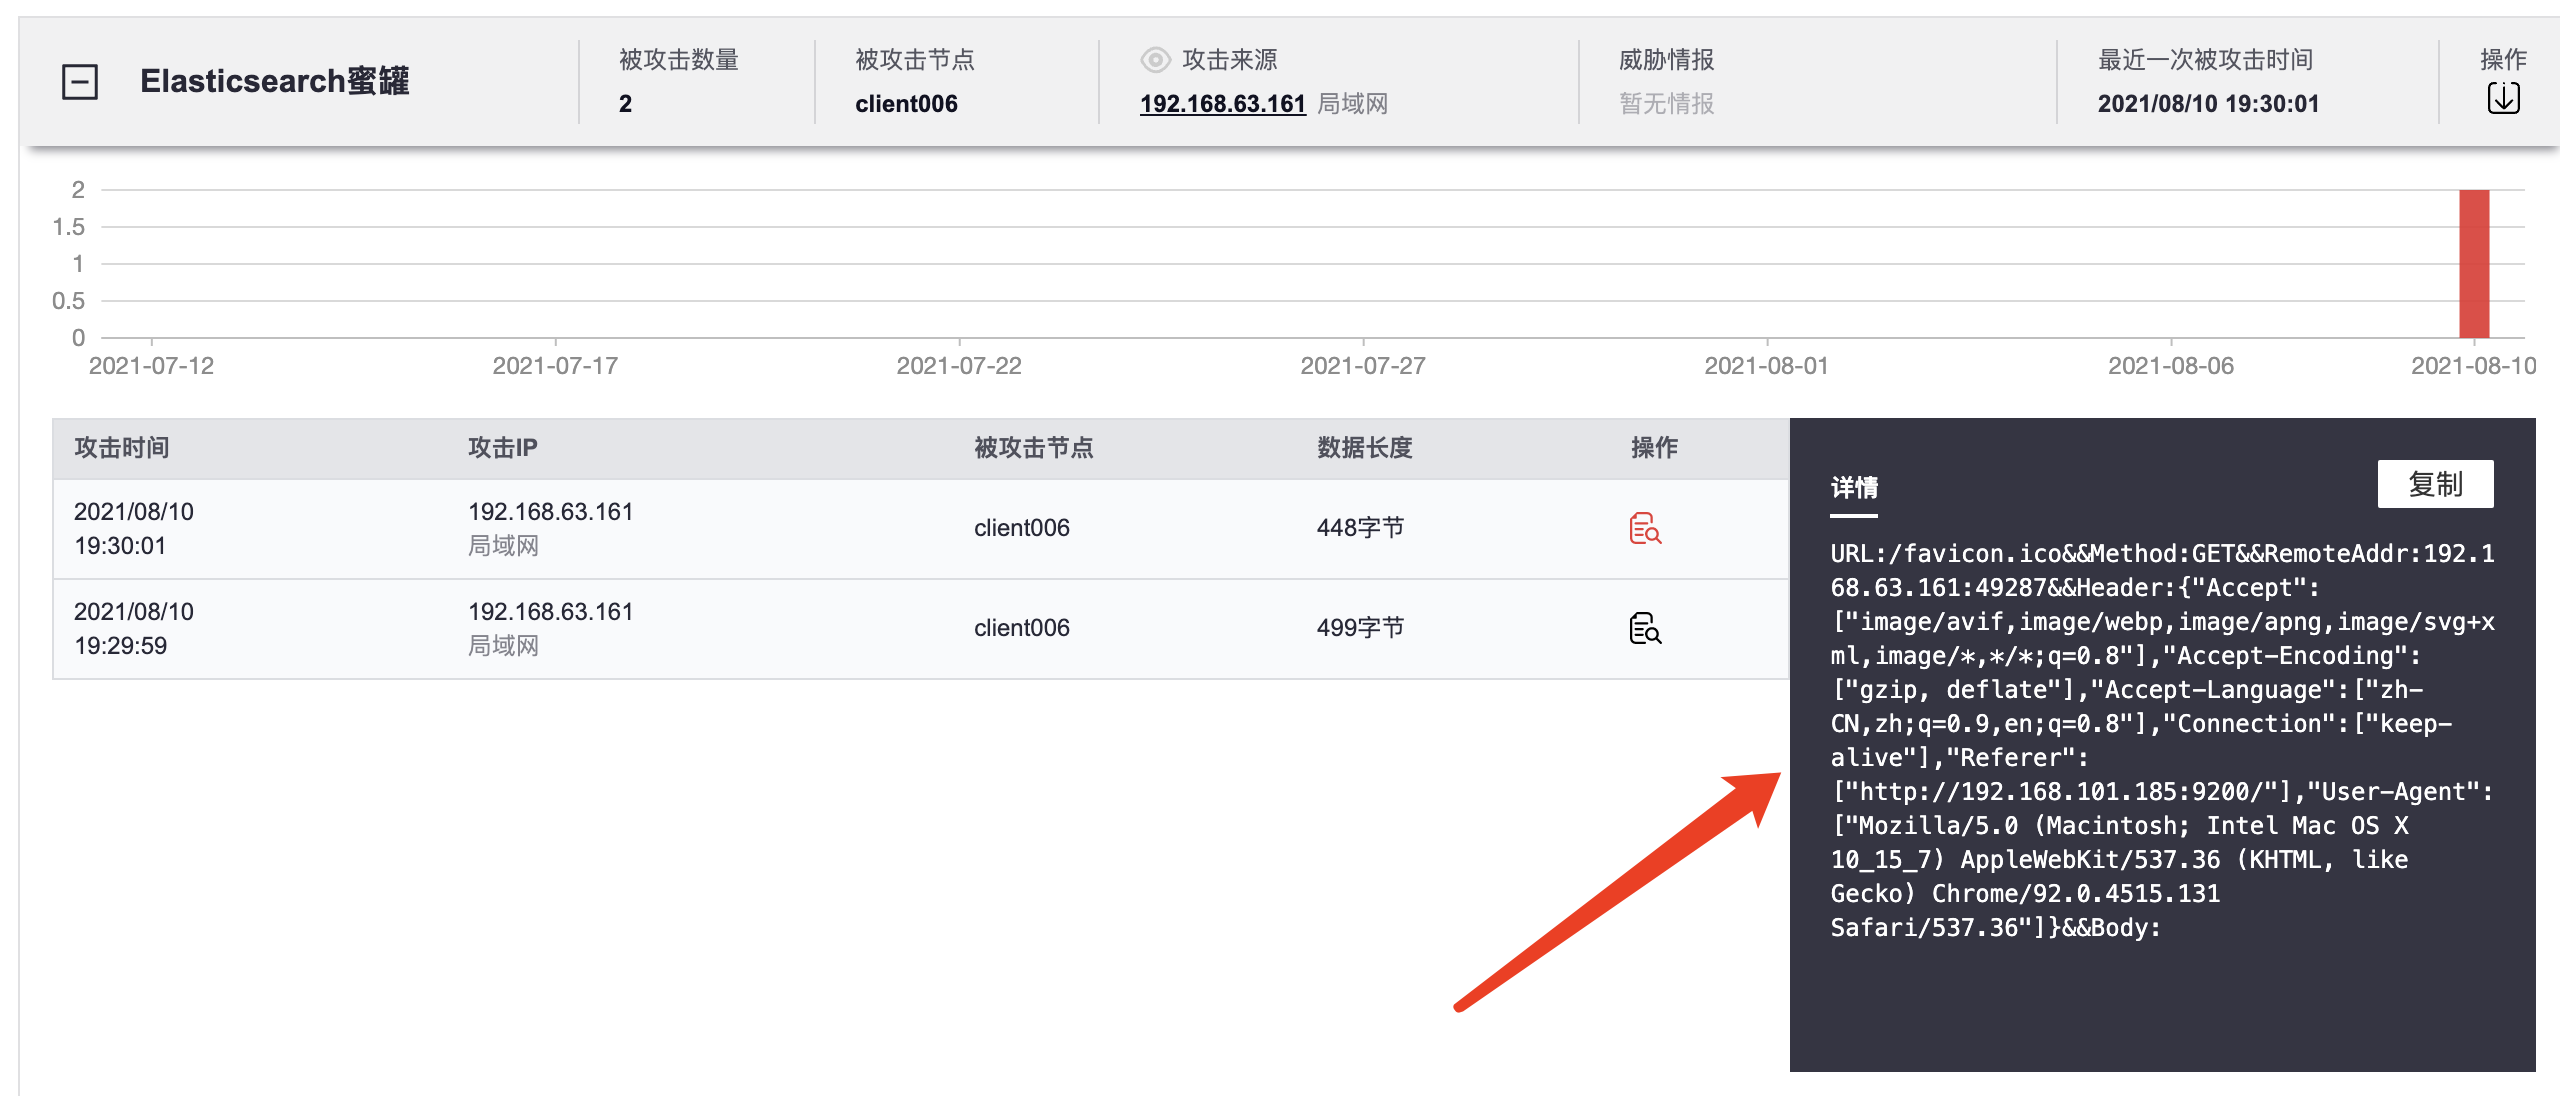 Elasticsearch蜜罐
被攻击数量
2
被攻击节点
client006
攻击来源
192.168.63.161 局域网
威胁情报
暂无情报
最近一次被攻击时间
2021/08/10 19:30:01
操作
2
1.5
1
0.5
0
2021-07-12
2021-07-17
2021-07-22
2021-07-27
2021-08-01
2021-08-06
2021-08-10
攻击时间 攻击IP 被攻击节点 数据长度 操作
2021/08/10
19:30:01
192.168.63.161
局域网
client006
448字节
2021/08/10
19:29:59
192.168.63.161
局域网
client006
499字节
详情
复制
URL:/favicon.ico&&Method:GET&&RemoteAddr:192.1
68.63.161:49287&&Header:{"Accept":
["image/avif,image/webp,image/apng,image/svg+x
ml,image/*,*/*;q=0.8"],"Accept-Encoding":
["gzip, deflate"],"Accept-Language":["zh-
CN,zh;q=0.9,en;q=0.8"],"Connection":["keep-
alive"],"Referer":
["http://192.168.101.185:9200/"],"User-Agent":
["Mozilla/5.0 (Macintosh; Intel Mac OS X
10_15_7) AppleWebKit/537.36 (KHTML, like
Gecko) Chrome/92.0.4515.131
Safari/537.36"]}&&Body: